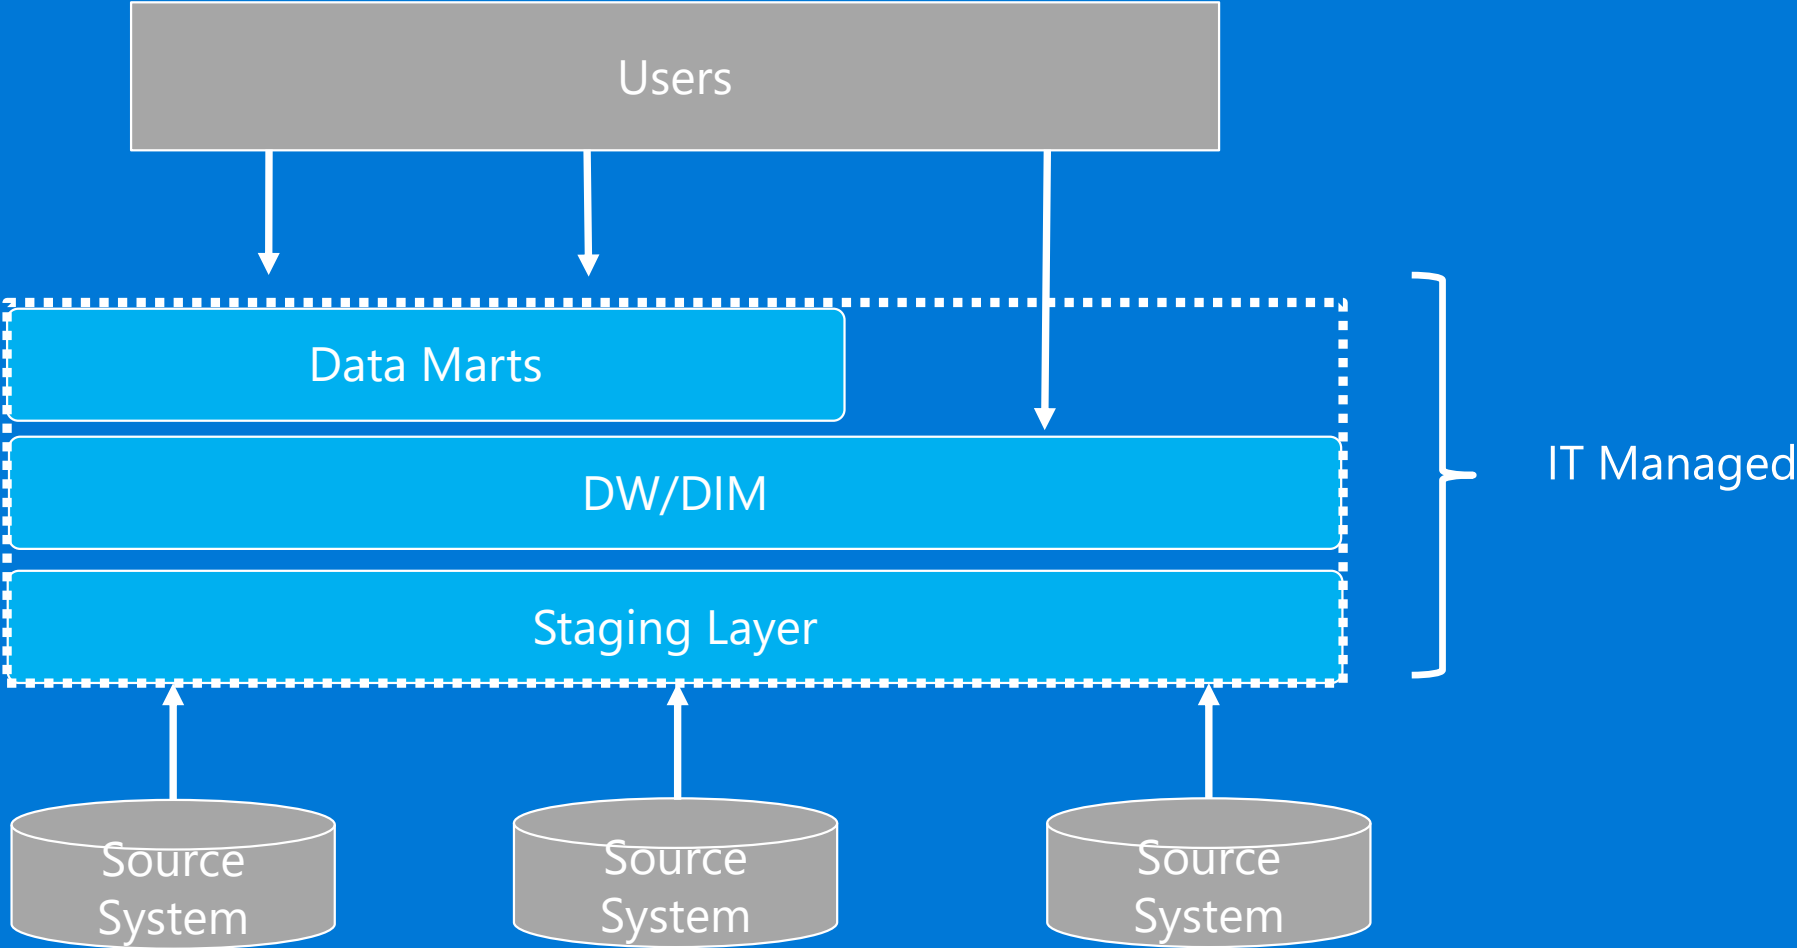 Users
Data Marts
IT Managed
DW/DIM
Staging Layer
Source
System
Source
System
Source
System